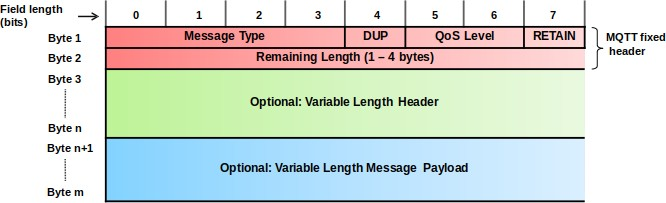 Field length
(bits)
0 1 2 3 4 5 6 7
Byte 1
Message Type DUP QoS Level RETAIN
MQTT fixed
header
Byte 2
Remaining Length (1 – 4 bytes)
Byte 3
Optional: Variable Length Header
Byte n
Byte n+1
Optional: Variable Length Message Payload
Byte m